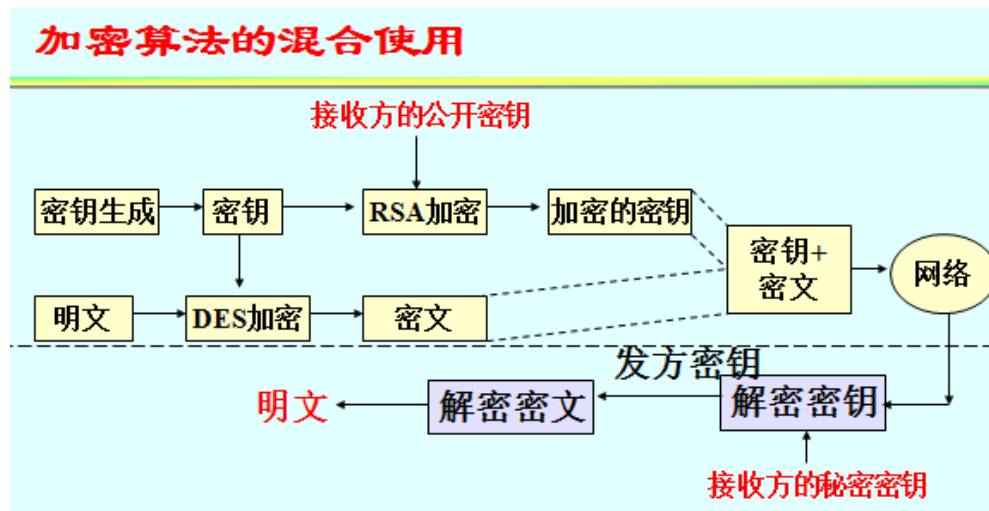 加密算法的混合使用
接收方的公开密钥
密钥生成
密钥
RSA加密
加密的密钥
密钥+
密文
网络
明文
DES加密
密文
发方密钥
明文
解密密文
解密密钥
接收方的秘密密钥